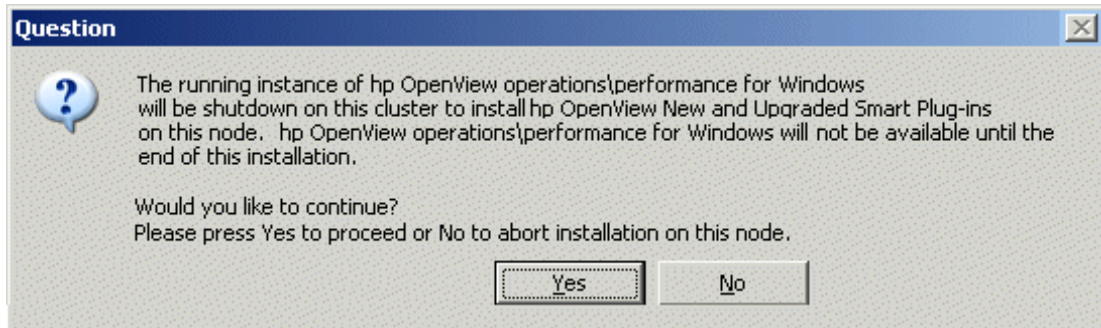 Question
The running instance of hp OpenView operations\performance for Windows
will be shutdown on this cluster to install hp OpenView New and Upgraded Smart Plug-ins
on this node. hp OpenView operations\performance for Windows will not be available until the
end of this installation.
Would you like to continue?
Please press Yes to proceed or No to abort installation on this node.
Yes No